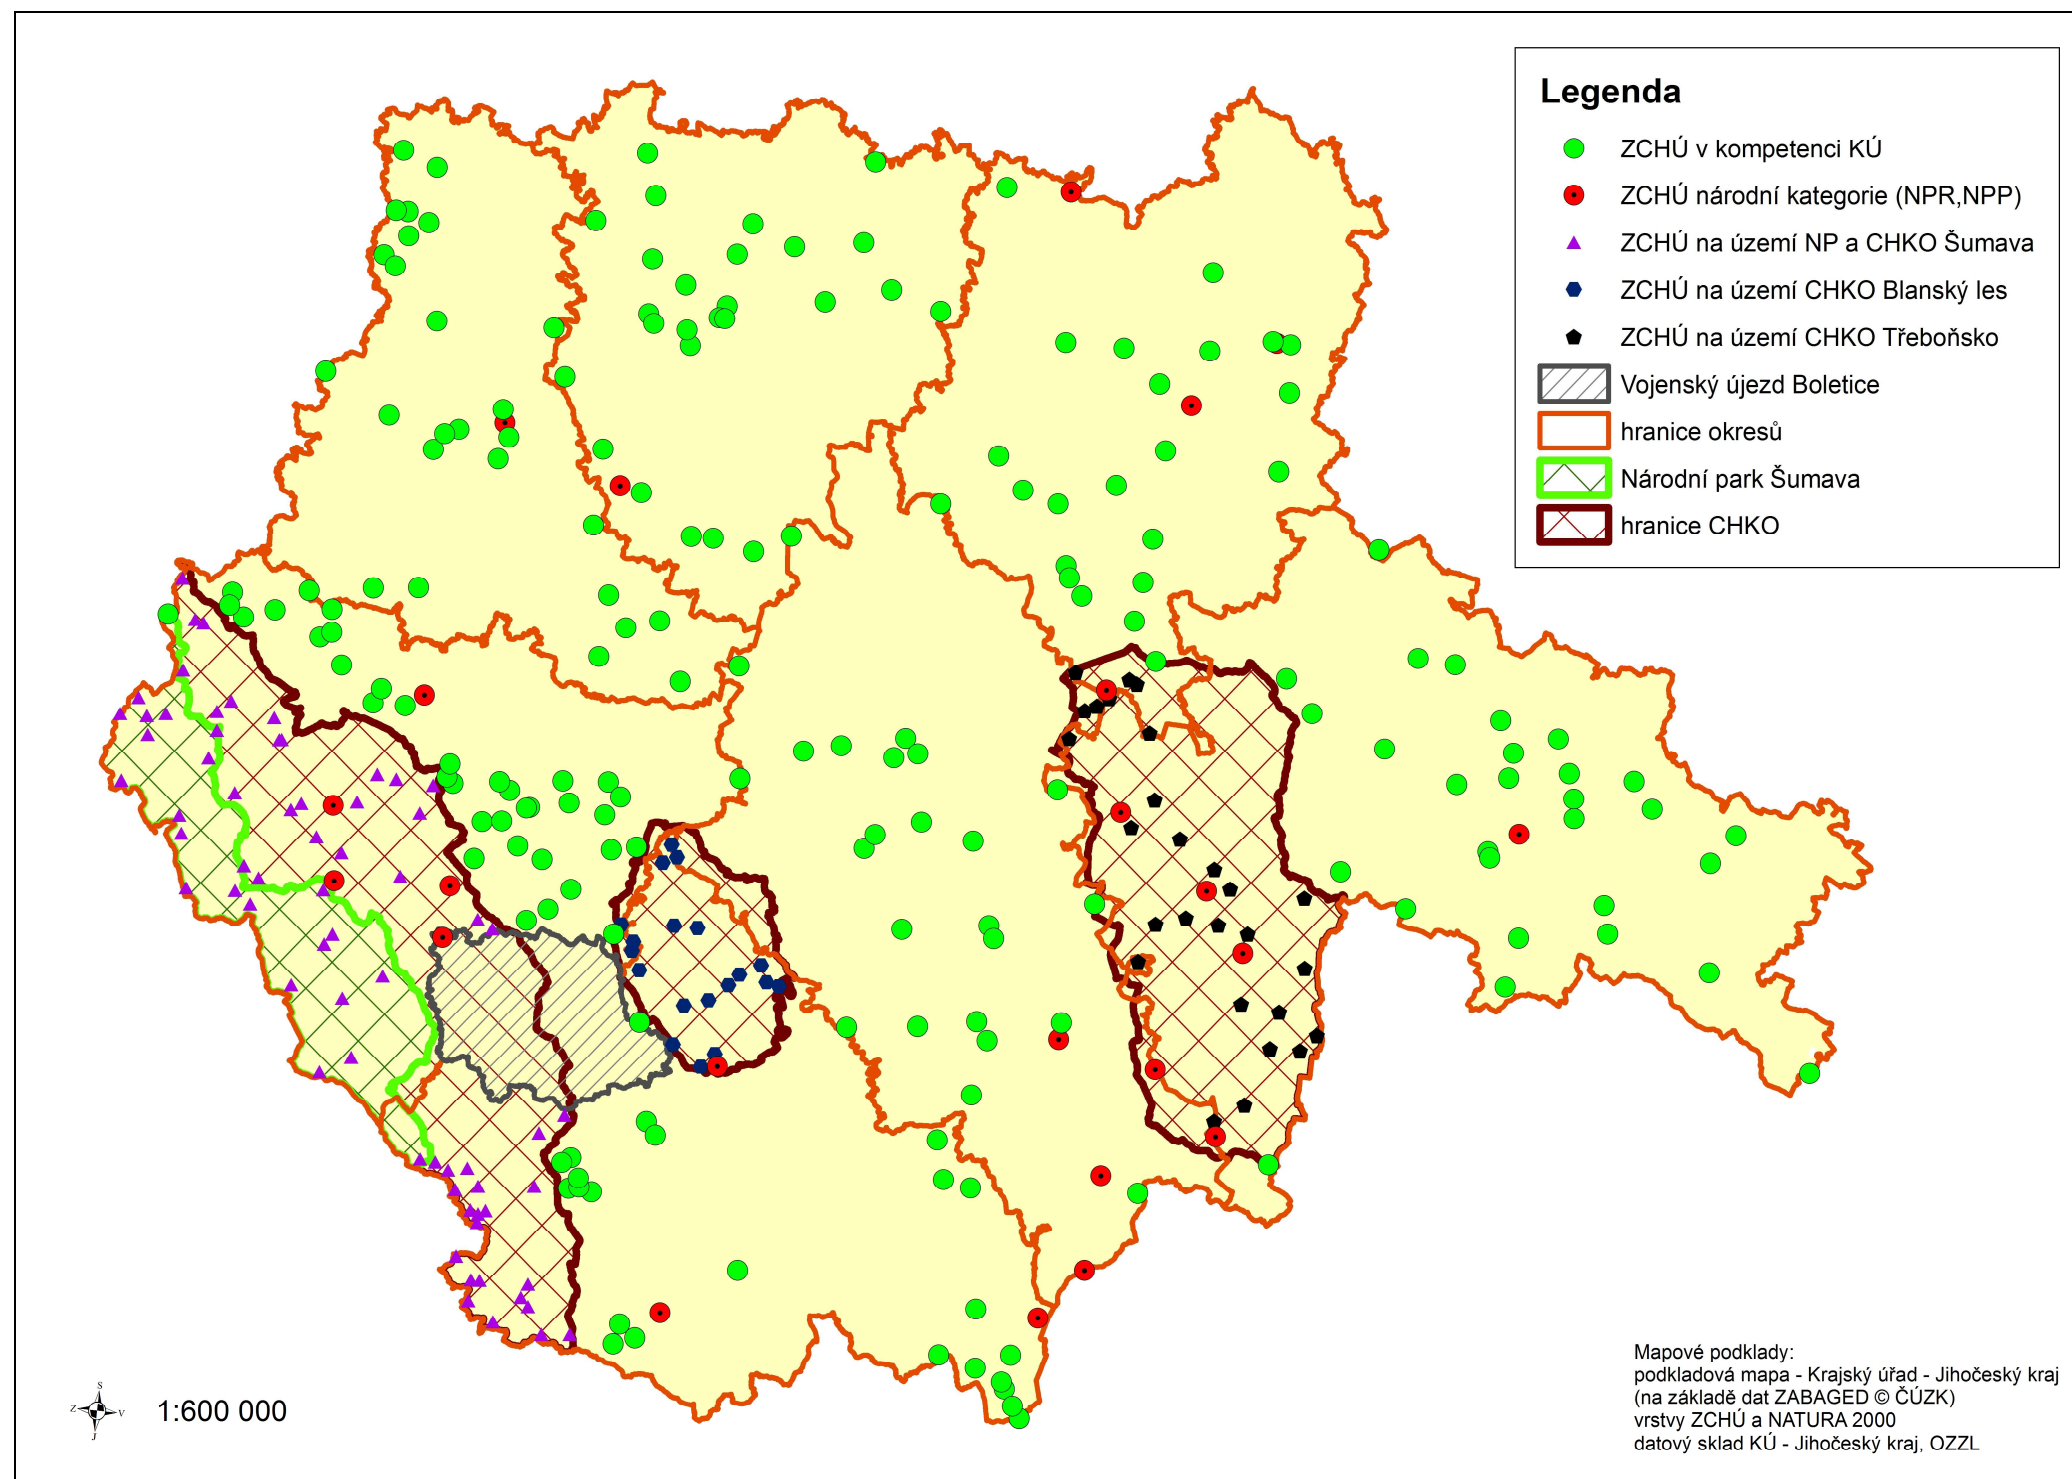 Legenda
ZCHÚ v kompetenci KÚ
ZCHÚ národní kategorie (NPR,NPP)
ZCHÚ na území NP a CHKO Šumava
ZCHÚ na území CHKO Blanský les
ZCHÚ na území CHKO Třeboňsko
Vojenský újezd Boletice
hranice okresů
Národní park Šumava
hranice CHKO
Mapové podklady:
podkladová mapa - Krajský úřad - Jihočeský kraj
(na základě dat ZABAGED © ČÚZK)
vrstvy ZCHÚ a NATURA 2000
datový sklad KÚ - Jihočeský kraj, OZZL
S
Z V
J
1:600 000